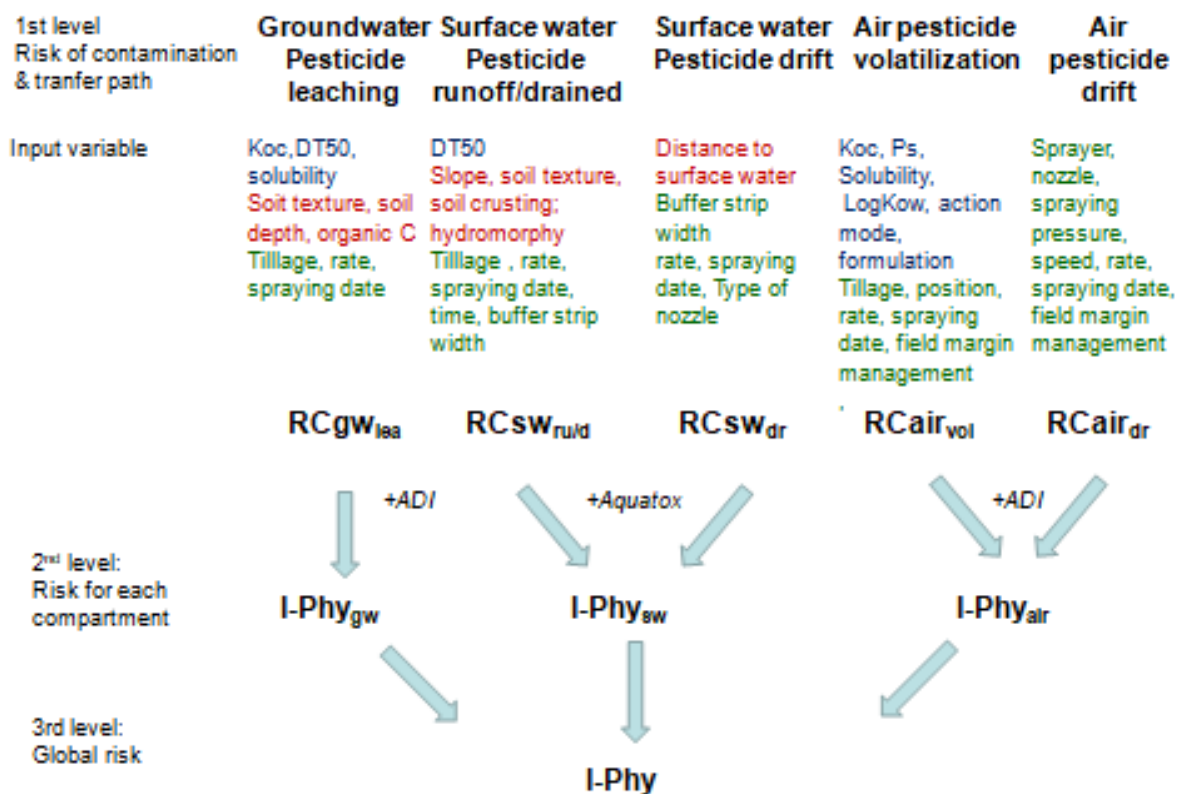 1st level
Risk of contamination
& tranfer path
Groundwater
Pesticide
leaching
Surface water
Pesticide
runoff/drained
Surface water
Pesticide drift
Air pesticide
volatilization
Air
pesticide
drift
Input variable
Koc,DT50,
solubility
Soit texture, soil
depth, organic C
Tilllage, rate,
spraying date
DT50
Slope, soil texture,
soil crusting;
hydromorphy
Tilllage , rate,
spraying date,
time, buffer strip
width
Distance to
surface water
Buffer strip
width
rate, spraying
date, Type of
nozzle
Koc, Ps,
Solubility,
LogKow, action
mode,
formulation
Tillage, position,
rate, spraying
date, field margin
management
.
Sprayer,
nozzle,
spraying
pressure,
speed, rate,
spraying date,
field margin
management
RCgwlea
RCswru/d
RCswdr
RCairvol
RCairdr
+ADI
+Aquatox
+ADI
2nd level:
Risk for each
compartment
I-Phygw
I-Physw
I-Phyair
3rd level:
Global risk
I-Phy